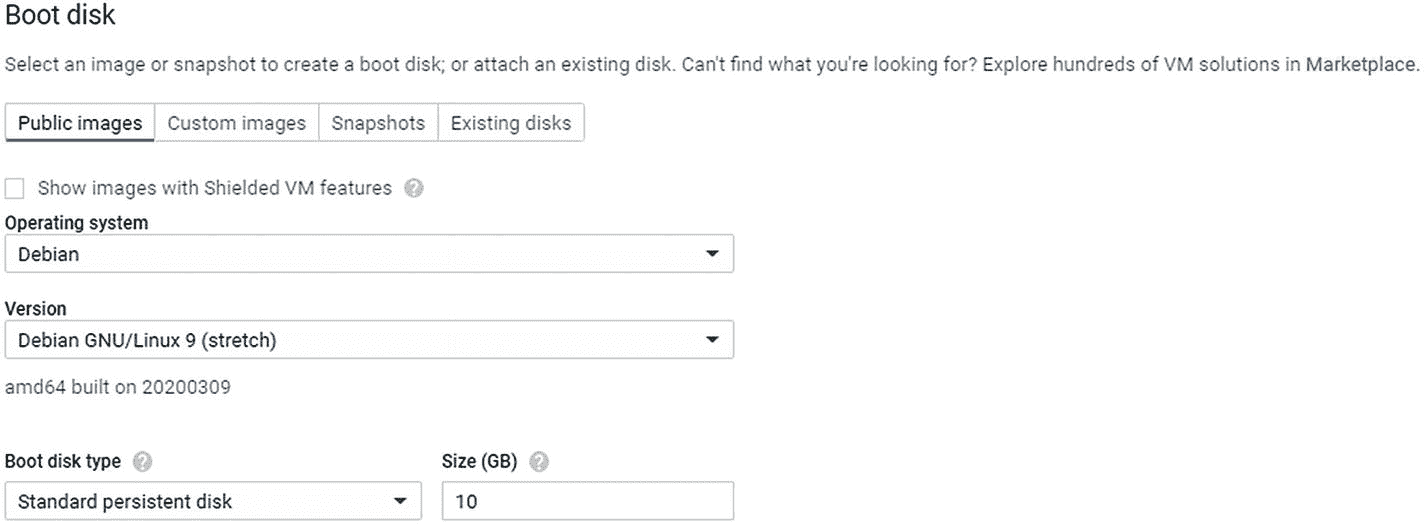 Boot disk
Select an image or snapshot to create a boot disk; or attach an existing disk. Can't find what you're looking for? Explore hundreds of VM solutions in Marketplace.
Public images Custom images Snapshots Existing disks
Show images with Shielded VM features ?
Operating system
Debian
Version
Debian GNU/Linux 9 (stretch)
amd64 built on 20200309
Boot disk type ? Size (GB) ?
Standard persistent disk 10